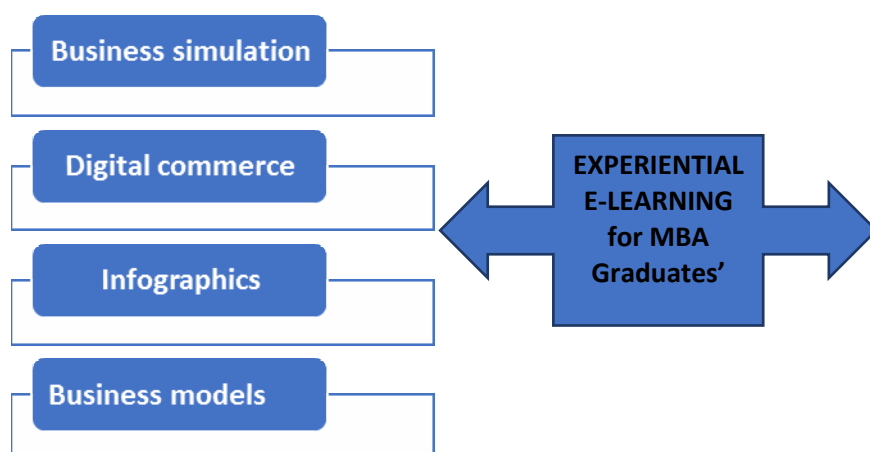 Business simulation
Digital commerce
Infographics
Business models
EXPERIENTIAL
E-LEARNING
for MBA
Graduates’